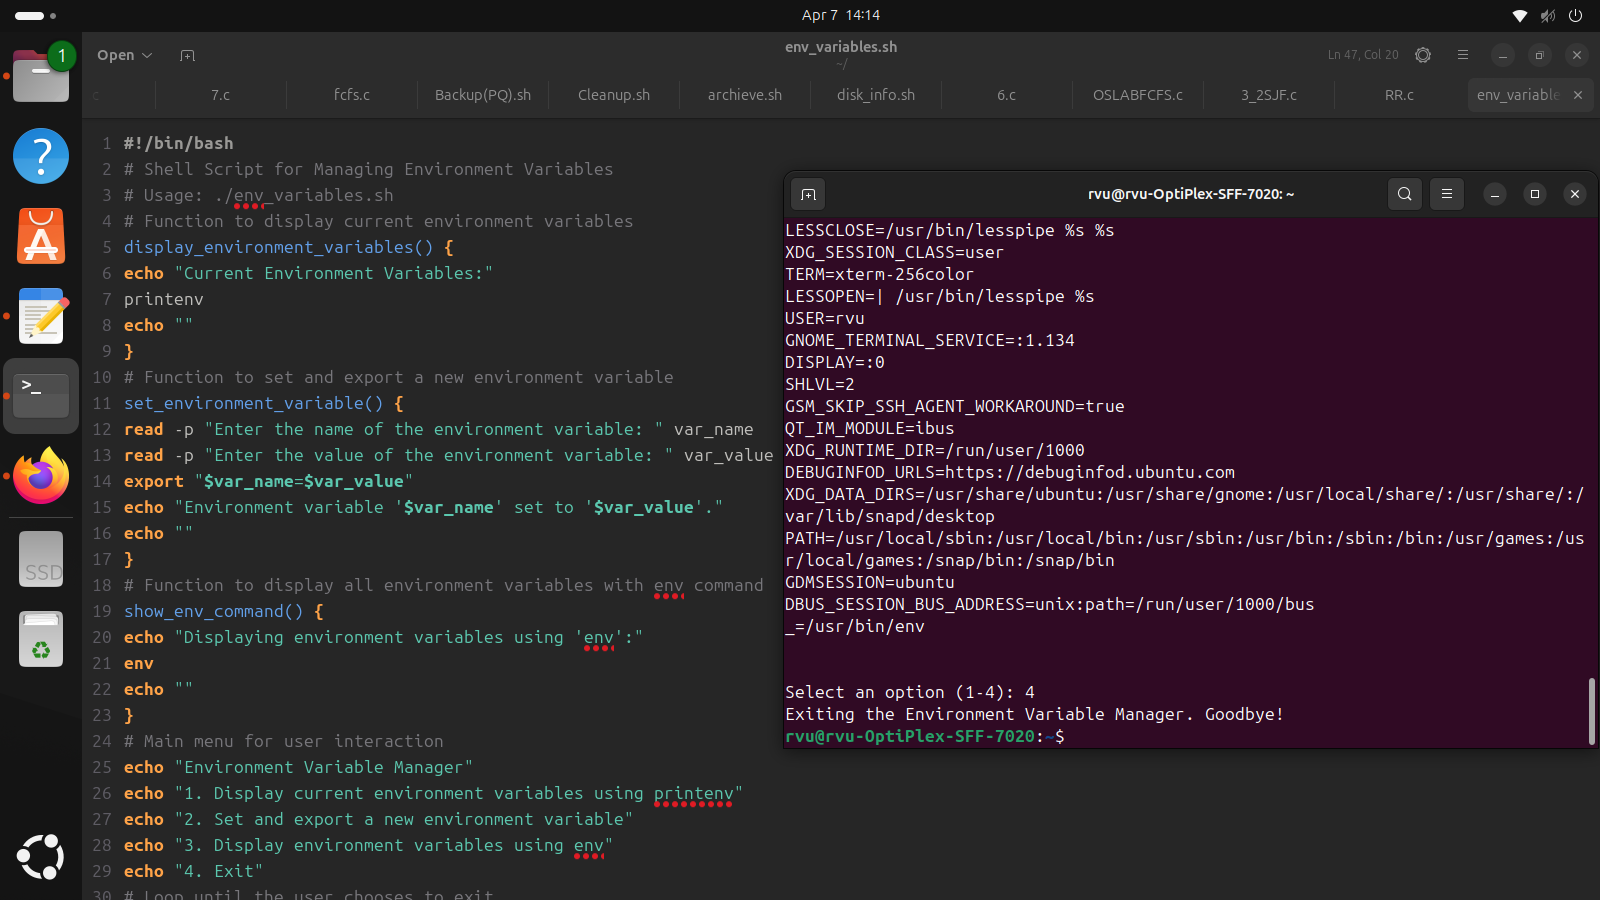 Apr 7 14:14
1
Open
env_variables.sh
~/
Ln 47, Col 20
c
7.c
fcfs.c
Backup(PQ).sh
Cleanup.sh
archieve.sh
disk_info.sh
6.c
OSLABFCFS.c
3_2SJF.c
RR.c
env_variable
1 #!/bin/bash
2 # Shell Script for Managing Environment Variables
3 # Usage: ./env_variables.sh
4 # Function to display current environment variables
5 display_environment_variables() {
6 echo "Current Environment Variables:"
7 printenv
8 echo ""
9 }
10 # Function to set and export a new environment variable
11 set_environment_variable() {
12 read -p "Enter the name of the environment variable: " var_name
13 read -p "Enter the value of the environment variable: " var_value
14 export "$var_name=$var_value"
15 echo "Environment variable '$var_name' set to '$var_value'."
16 echo ""
17 }
18 # Function to display all environment variables with env command
19 show_env_command() {
20 echo "Displaying environment variables using 'env':"
21 env
22 echo ""
23 }
24 # Main menu for user interaction
25 echo "Environment Variable Manager"
26 echo "1. Display current environment variables using printenv"
27 echo "2. Set and export a new environment variable"
28 echo "3. Display environment variables using env"
29 echo "4. Exit"
30 # Loop until the user chooses to exit
rvu@rvu-OptiPlex-SFF-7020: ~
LESSCLOSE=/usr/bin/lesspipe %s %s
XDG_SESSION_CLASS=user
TERM=xterm-256color
LESSOPEN=| /usr/bin/lesspipe %s
USER=rvu
GNOME_TERMINAL_SERVICE=:1.134
DISPLAY=:0
SHLVL=2
GSM_SKIP_SSH_AGENT_WORKAROUND=true
QT_IM_MODULE=ibus
XDG_RUNTIME_DIR=/run/user/1000
DEBUGINFOD_URLS=https://debuginfod.ubuntu.com
XDG_DATA_DIRS=/usr/share/ubuntu:/usr/share/gnome:/usr/local/share/:/usr/share/:/
var/lib/snapd/desktop
PATH=/usr/local/sbin:/usr/local/bin:/usr/sbin:/usr/bin:/sbin:/bin:/usr/games:/us
r/local/games:/snap/bin:/snap/bin
GDMSESSION=ubuntu
DBUS_SESSION_BUS_ADDRESS=unix:path=/run/user/1000/bus
_=/usr/bin/env
Select an option (1-4): 4
Exiting the Environment Variable Manager. Goodbye!
rvu@rvu-OptiPlex-SFF-7020:~$
>_
SSD